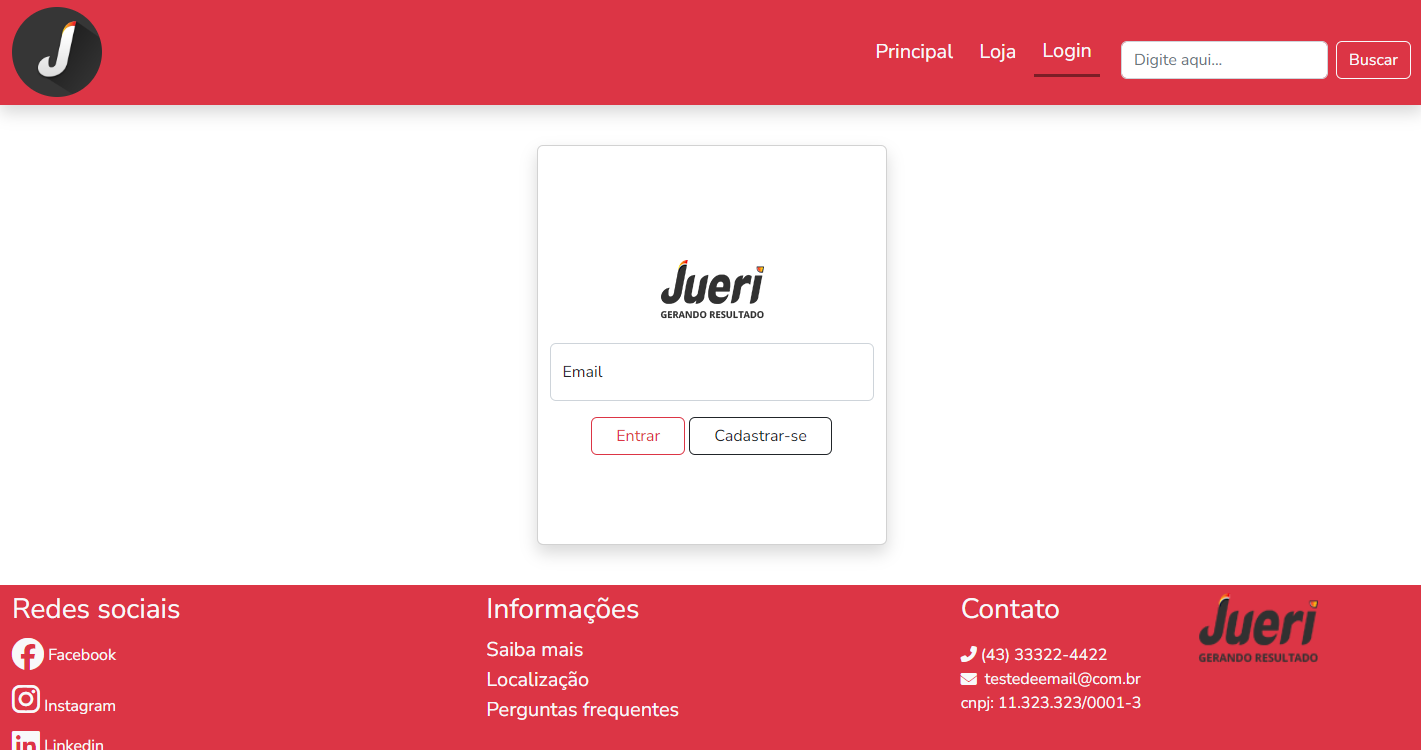 J
Principal Loja Login Digite aqui... Buscar
Jueri
GERANDO RESULTADO
Email
Entrar Cadastrar-se
Redes sociais
Facebook
Instagram
Linkedin
Informações
Saiba mais
Localização
Perguntas frequentes
Contato
(43) 33322-4422
testedeemail@com.br
cnpj: 11.323.323/0001-3
Jueri
GERANDO RESULTADO